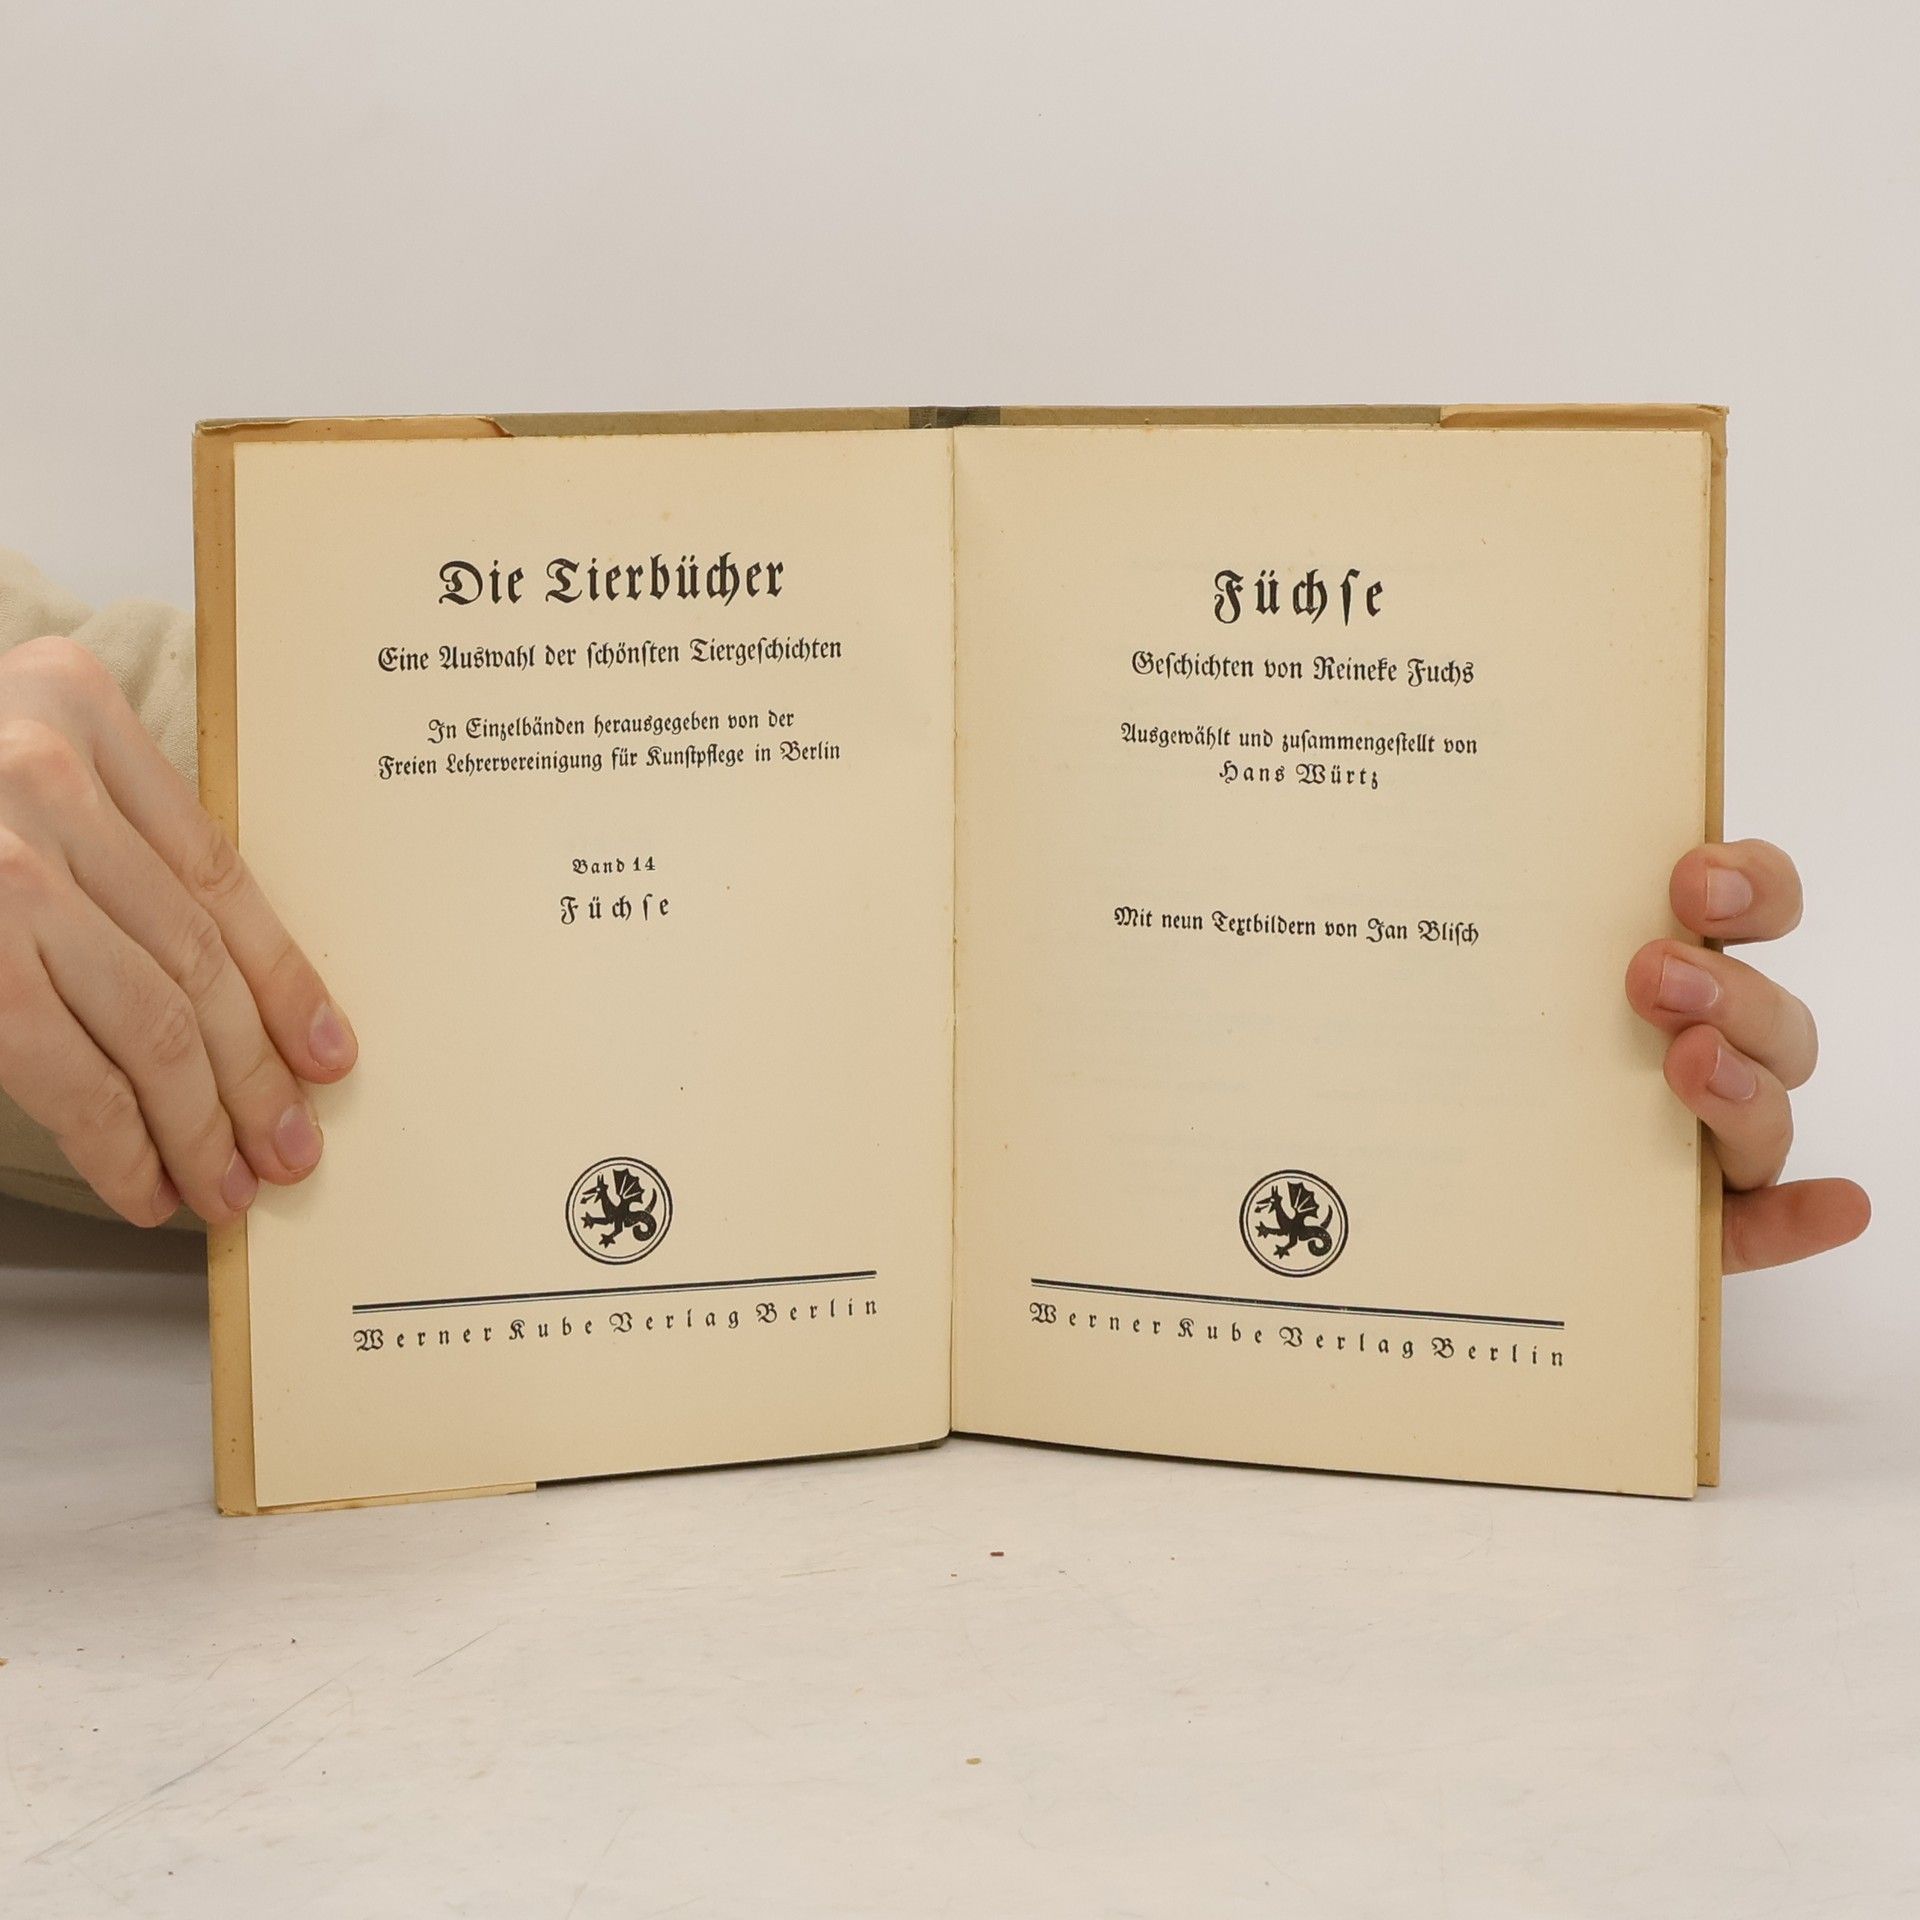 Die Tierbücher
Eine Auswahl der ſchönſten Tiergeſchichten
In Einzelbänden herausgegeben von der
Freien Lehrervereinigung für Kunſtpflege in Berlin
Band 14
Füchſe
Werner Kube Verlag Berlin
Füchſe
Geſchichten von Reineke Fuchs
Ausgewählt und zuſammengeſtellt von
Hans Würtz
Mit neun Textbildern von Jan Bliſch
Werner Kube Verlag Berlin